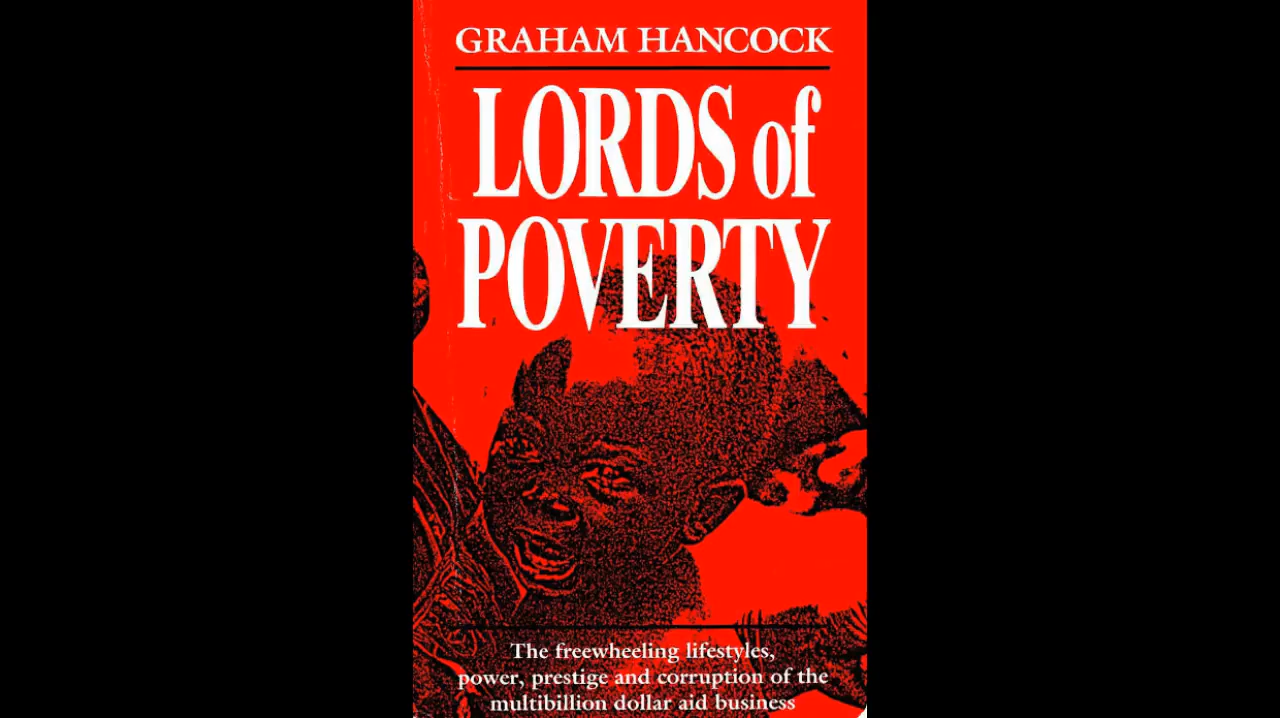 GRAHAM HANCOCK
LORDS of
POVERTY
The freewheeling lifestyles,
power, prestige and corruption of the
multibillion dollar aid business